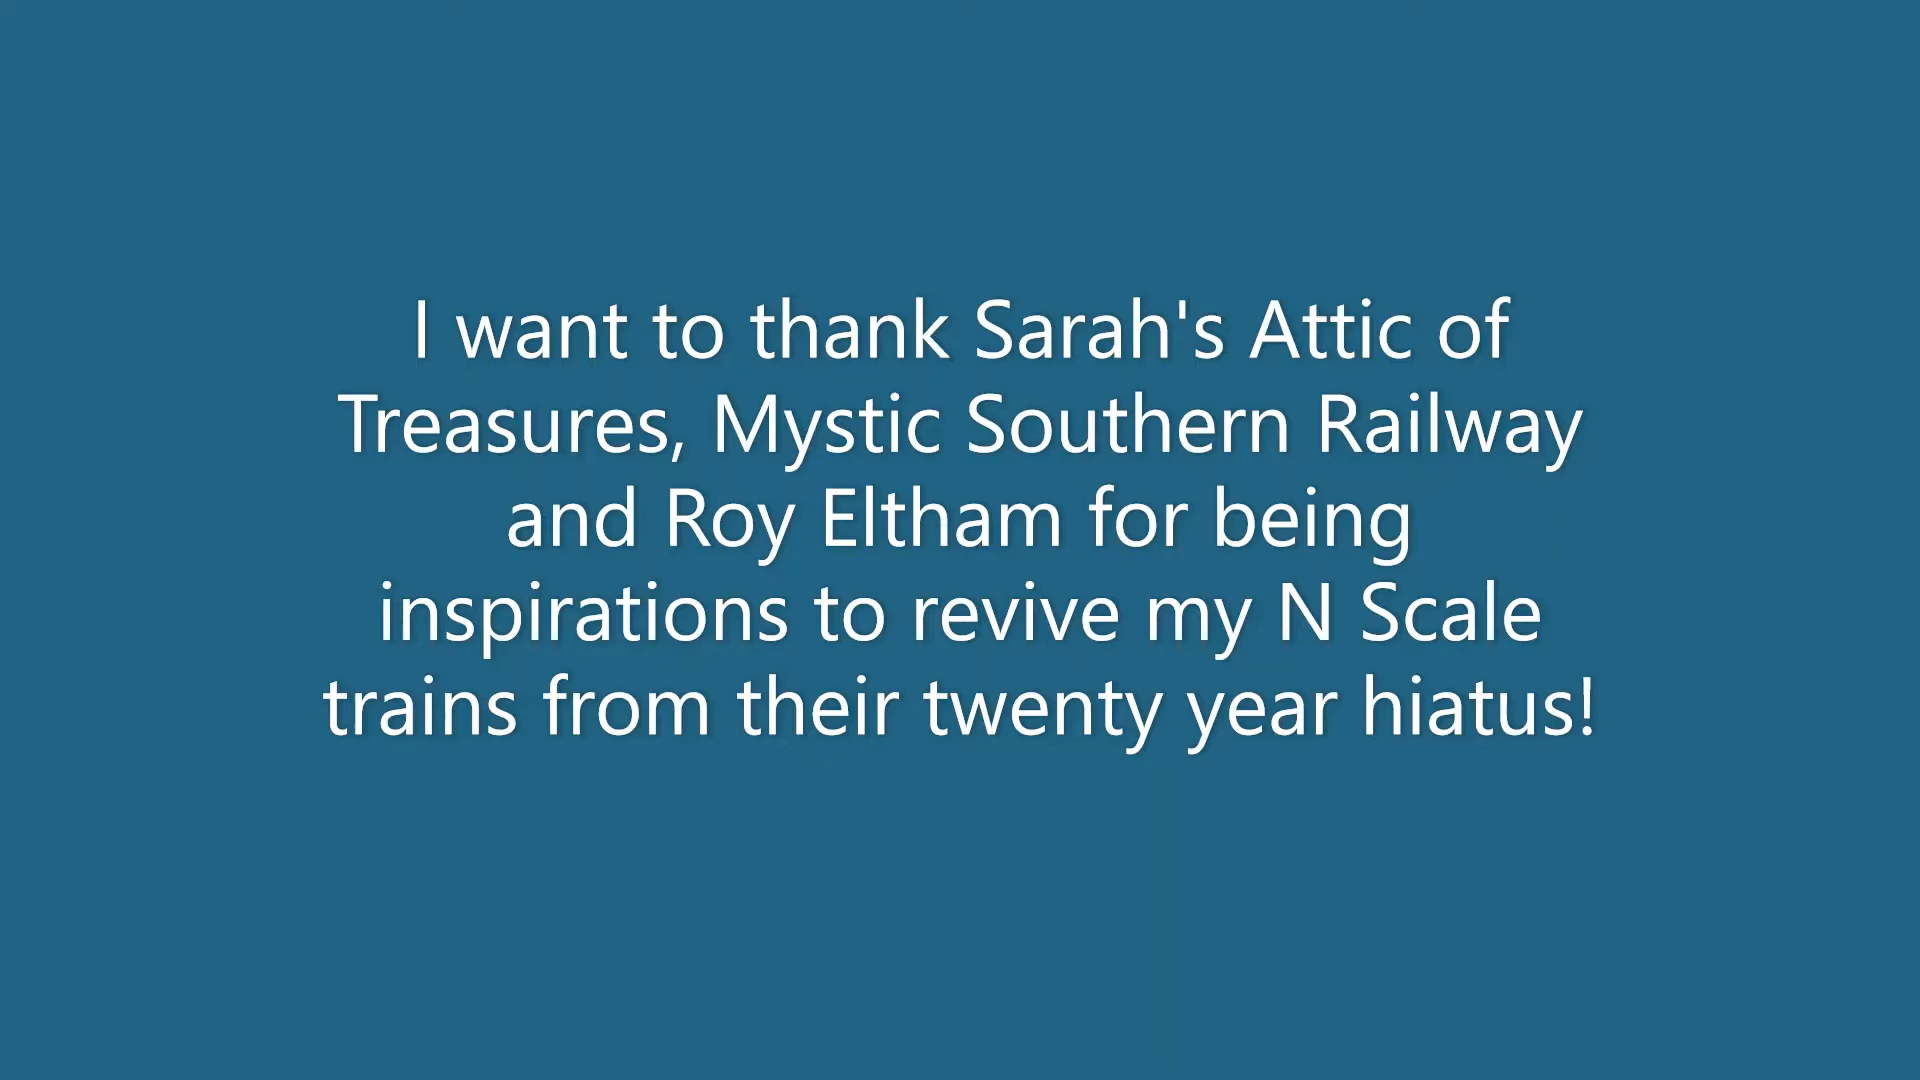 I want to thank Sarah's Attic of
Treasures, Mystic Southern Railway
and Roy Eltham for being
inspirations to revive my N Scale
trains from their twenty year hiatus!